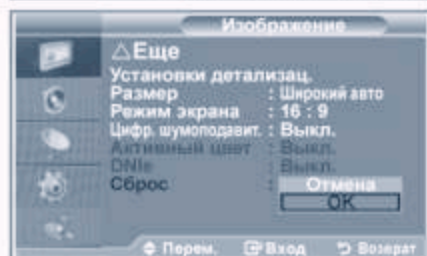 Изображение
△Еще
Установки детализац.
Размер : Широкий авто
Режим экрана : 16 : 9
Цифр. шумоподавит. : Выкл.
Активный цвет : Выкл.
DNIe : Выкл.
Сброс : Отмена
OK
Перем. Вход Возврат